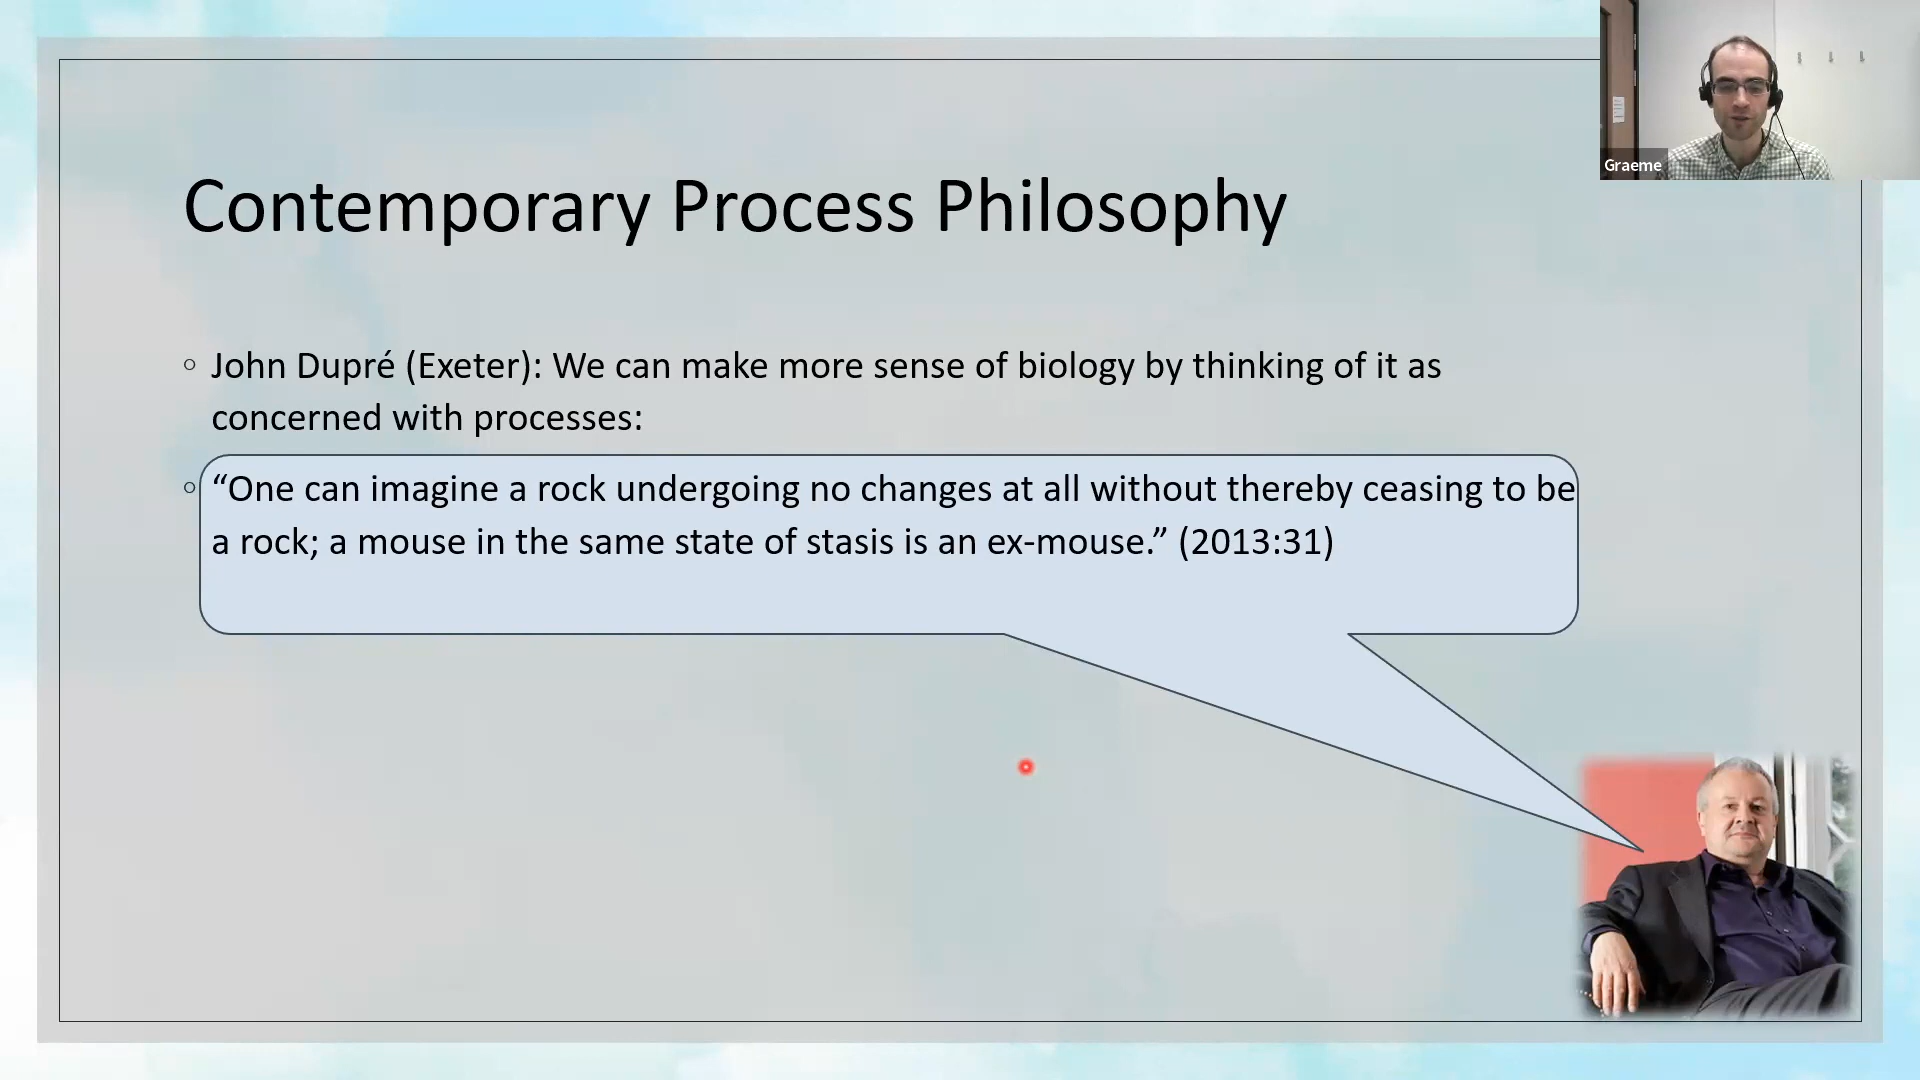 Graeme
Contemporary Process Philosophy
John Dupré (Exeter): We can make more sense of biology by thinking of it as
concerned with processes:
“One can imagine a rock undergoing no changes at all without thereby ceasing to be
a rock; a mouse in the same state of stasis is an ex-mouse.” (2013:31)